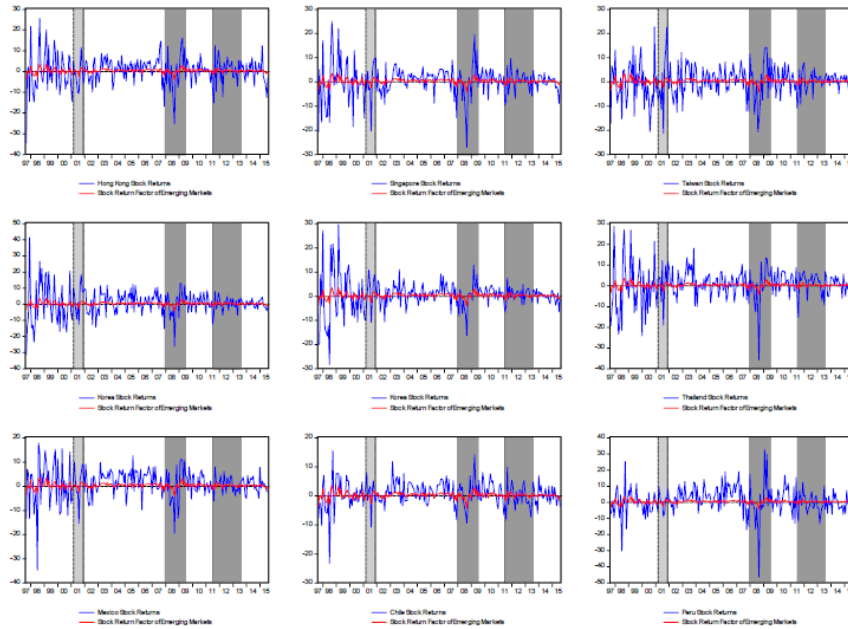 30
20
10
0
-10
-20
-30
-40
97 98 99 00 01 02 03 04 05 06 07 08 09 10 11 12 13 14 15
Hong Kong Stock Returns
Stock Return Factor of Emerging Markets
30
20
10
0
-10
-20
-30
97 98 99 00 01 02 03 04 05 06 07 08 09 10 11 12 13 14 15
Singapore Stock Returns
Stock Return Factor of Emerging Markets
30
20
10
0
-10
-20
-30
-40
97 98 99 00 01 02 03 04 05 06 07 08 09 10 11 12 13 14 15
Taiwan Stock Returns
Stock Return Factor of Emerging Markets
50
40
30
20
10
0
-10
-20
-30
-40
97 98 99 00 01 02 03 04 05 06 07 08 09 10 11 12 13 14 15
Korea Stock Returns
Stock Return Factor of Emerging Markets
30
20
10
0
-10
-20
-30
97 98 99 00 01 02 03 04 05 06 07 08 09 10 11 12 13 14 15
Korea Stock Returns
Stock Return Factor of Emerging Markets
30
20
10
0
-10
-20
-30
-40
97 98 99 00 01 02 03 04 05 06 07 08 09 10 11 12 13 14 15
Thailand Stock Returns
Stock Return Factor of Emerging Markets
20
10
0
-10
-20
-30
-40
97 98 99 00 01 02 03 04 05 06 07 08 09 10 11 12 13 14 15
Mexico Stock Returns
Stock Return Factor of Emerging Markets
20
10
0
-10
-20
-30
97 98 99 00 01 02 03 04 05 06 07 08 09 10 11 12 13 14 15
Chile Stock Returns
Stock Return Factor of Emerging Markets
40
30
20
10
0
-10
-20
-30
-40
-50
97 98 99 00 01 02 03 04 05 06 07 08 09 10 11 12 13 14 15
Peru Stock Returns
Stock Return Factor of Emerging Markets